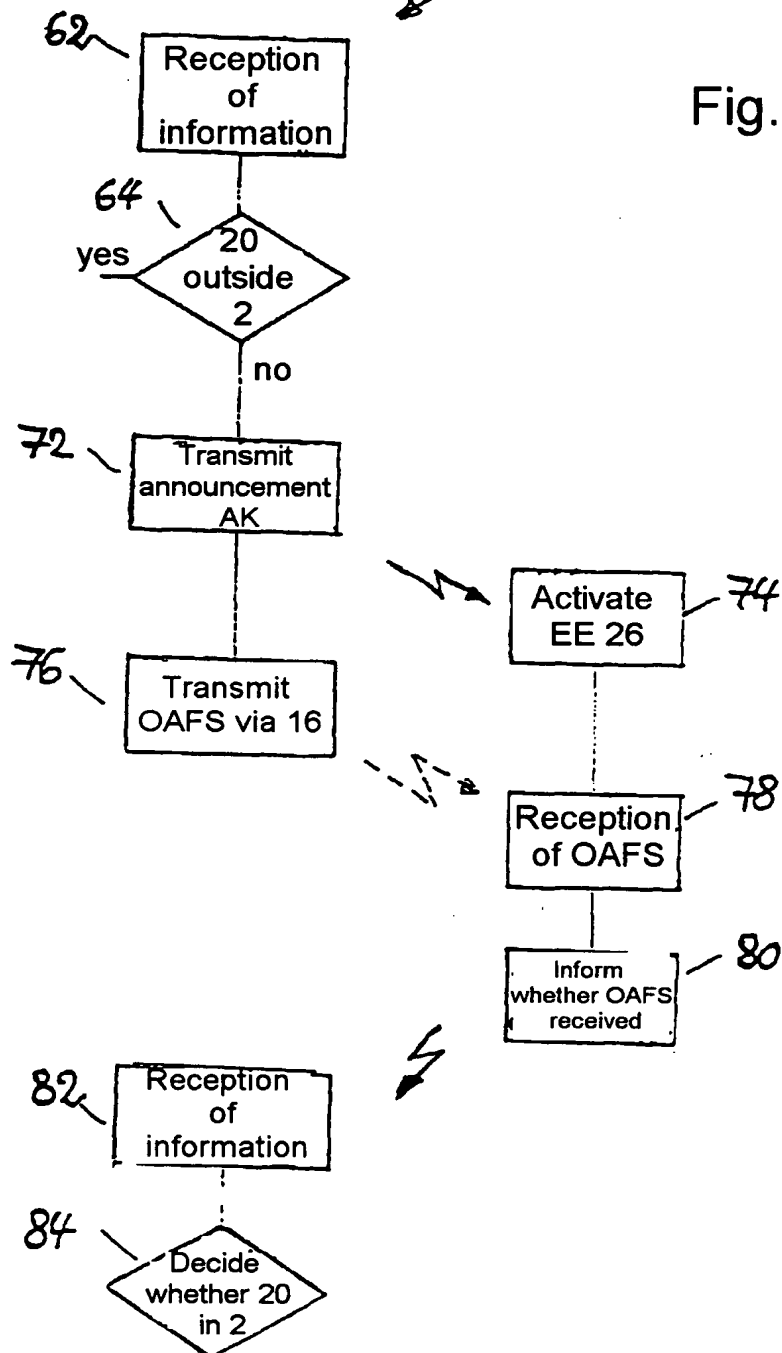 62
Reception
of
information
Fig.
64
yes
20
outside
2
no
72
Transmit
announcement
AK
Activate
EE 26
74
76
Transmit
OAFS via 16
Reception
of OAFS
78
Inform
whether OAFS
received
80
82
Reception
of
information
84
Decide
whether 20
in 2